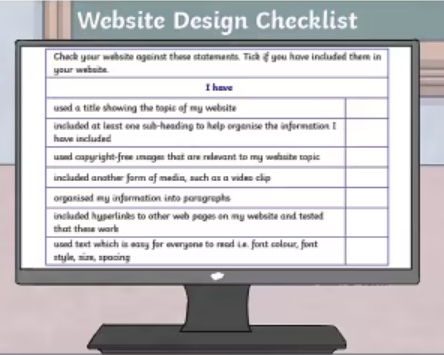 Website Design Checklist
Check your website against these statements. Tick if you have included them in
your website.
I have
used a title showing the topic of my website
included at least one sub-heading to help organise the information I
have included
used copyright-free images that are relevant to my website topic
included another form of media, such as a video clip
organised my information into paragraphs
included hyperlinks to other web pages on my website and tested
that these work
used text which is easy for everyone to read i.e. font colour, font
style, size, spacing